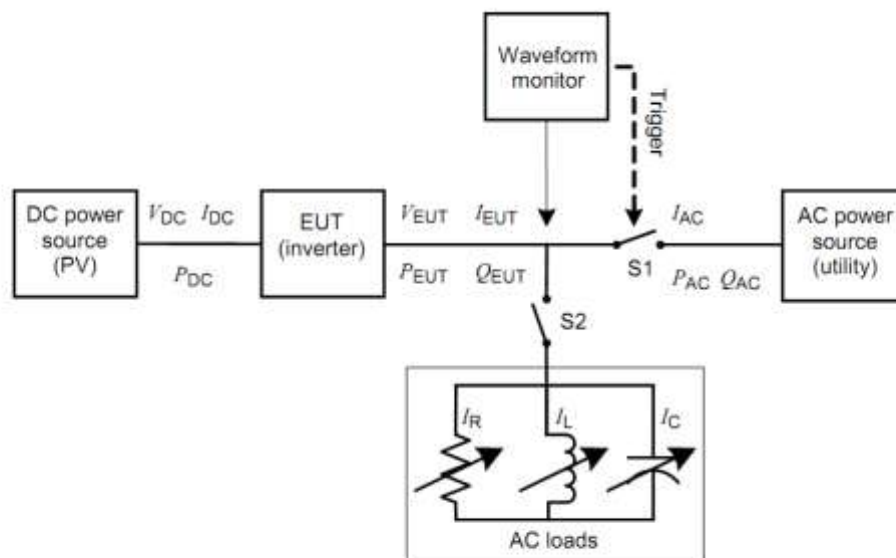 Waveform
monitor
Trigger
DC power
source
(PV)
V_DC I_DC
P_DC
EUT
(inverter)
V_EUT I_EUT
P_EUT Q_EUT
I_AC
S1
P_AC Q_AC
AC power
source
(utility)
S2
I_R I_L I_C
AC loads